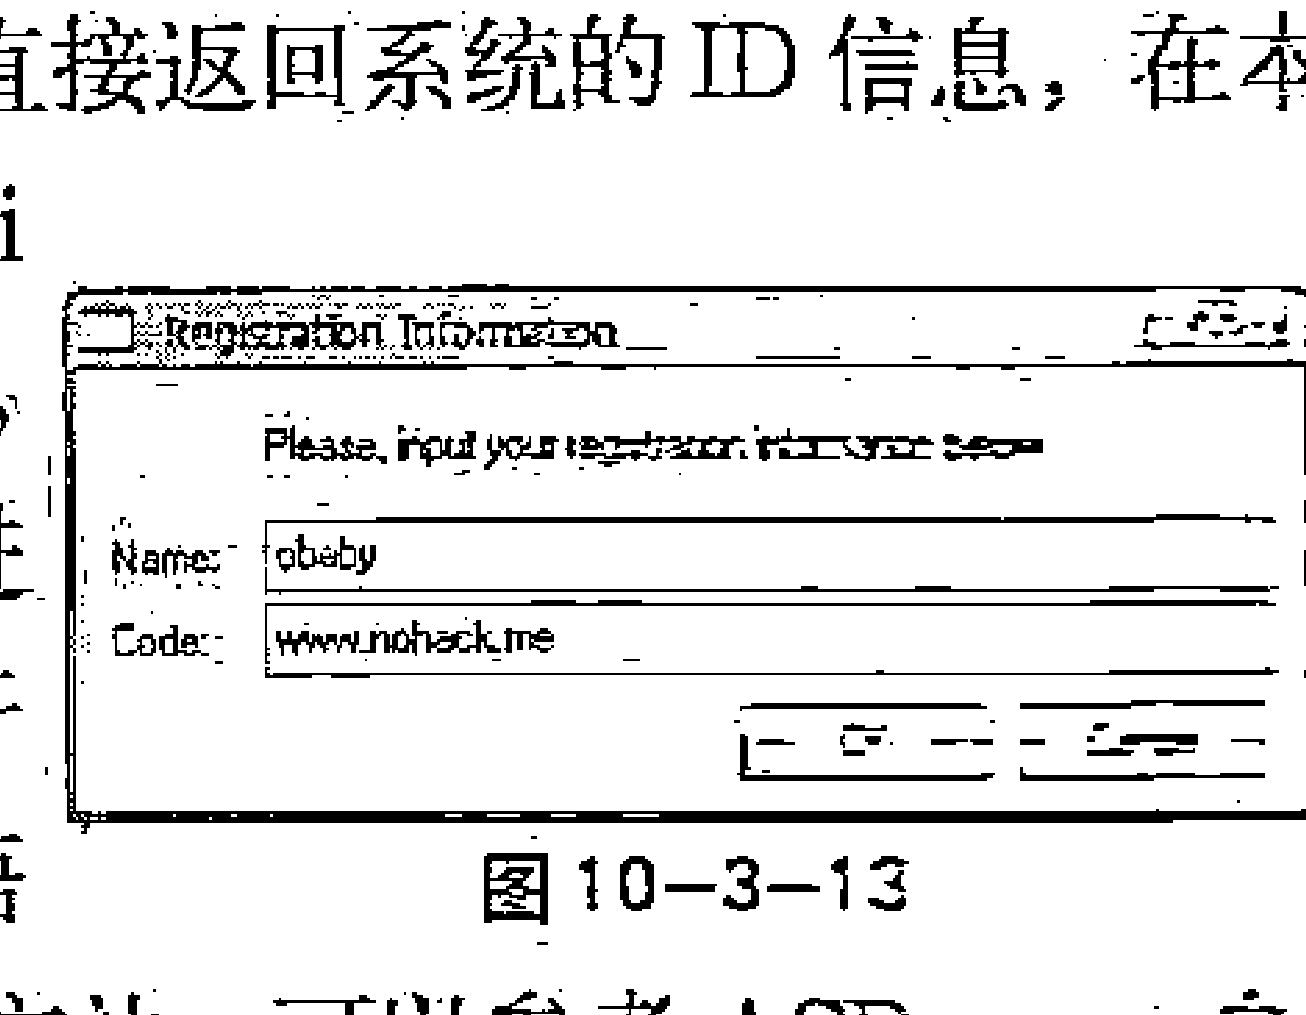 直接返回系统的 ID 信息，在本
i
Registration Information
Please, input your registration information below
Name: obaby
Code: www.nohack.me
图 10-3-13